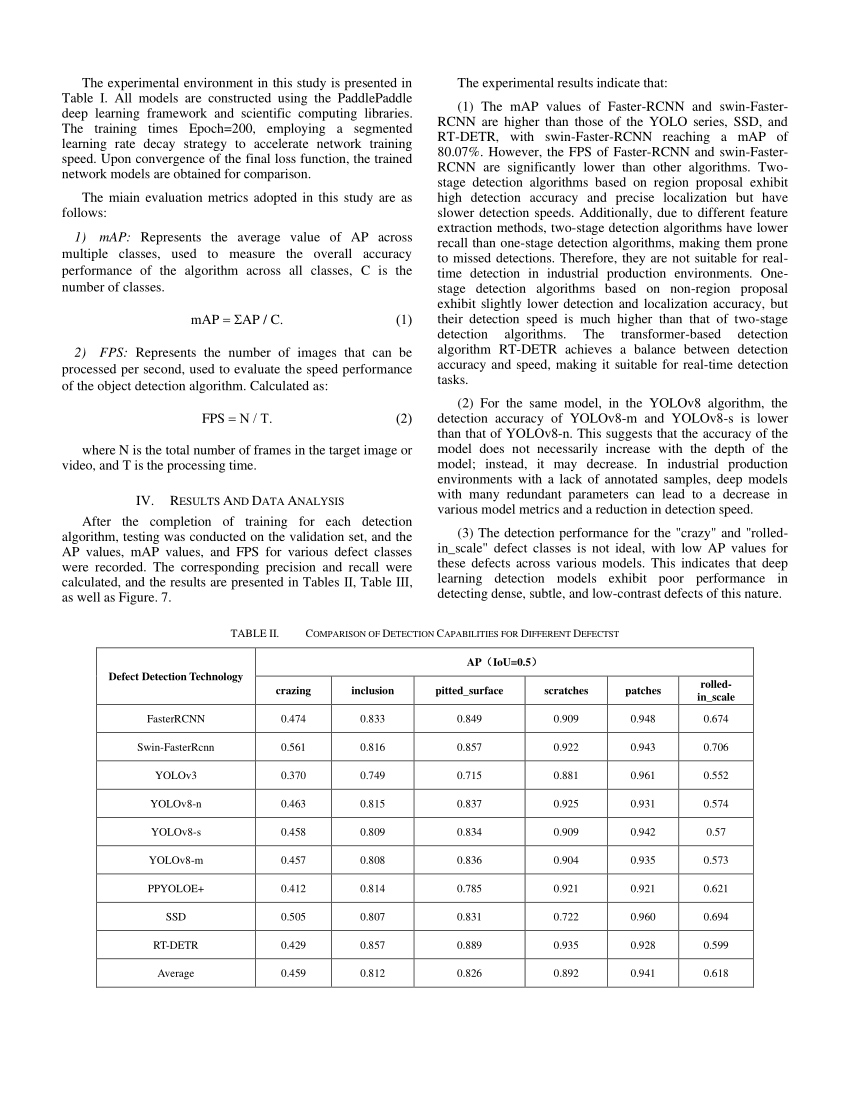 The experimental environment in this study is presented in
Table I. All models are constructed using the PaddlePaddle
deep learning framework and scientific computing libraries.
The training times Epoch=200, employing a segmented
learning rate decay strategy to accelerate network training
speed. Upon convergence of the final loss function, the trained
network models are obtained for comparison.
The miain evaluation metrics adopted in this study are as
follows:
1) mAP: Represents the average value of AP across
multiple classes, used to measure the overall accuracy
performance of the algorithm across all classes, C is the
number of classes.
mAP = ΣAP / C. (1)
2) FPS: Represents the number of images that can be
processed per second, used to evaluate the speed performance
of the object detection algorithm. Calculated as:
FPS = N / T. (2)
where N is the total number of frames in the target image or
video, and T is the processing time.
IV. RESULTS AND DATA ANALYSIS
After the completion of training for each detection
algorithm, testing was conducted on the validation set, and the
AP values, mAP values, and FPS for various defect classes
were recorded. The corresponding precision and recall were
calculated, and the results are presented in Tables II, Table III,
as well as Figure. 7.
The experimental results indicate that:
(1) The mAP values of Faster-RCNN and swin-Faster-
RCNN are higher than those of the YOLO series, SSD, and
RT-DETR, with swin-Faster-RCNN reaching a mAP of
80.07%. However, the FPS of Faster-RCNN and swin-Faster-
RCNN are significantly lower than other algorithms. Two-
stage detection algorithms based on region proposal exhibit
high detection accuracy and precise localization but have
slower detection speeds. Additionally, due to different feature
extraction methods, two-stage detection algorithms have lower
recall than one-stage detection algorithms, making them prone
to missed detections. Therefore, they are not suitable for real-
time detection in industrial production environments. One-
stage detection algorithms based on non-region proposal
exhibit slightly lower detection and localization accuracy, but
their detection speed is much higher than that of two-stage
detection algorithms. The transformer-based detection
algorithm RT-DETR achieves a balance between detection
accuracy and speed, making it suitable for real-time detection
tasks.
(2) For the same model, in the YOLOv8 algorithm, the
detection accuracy of YOLOv8-m and YOLOv8-s is lower
than that of YOLOv8-n. This suggests that the accuracy of the
model does not necessarily increase with the depth of the
model; instead, it may decrease. In industrial production
environments with a lack of annotated samples, deep models
with many redundant parameters can lead to a decrease in
various model metrics and a reduction in detection speed.
(3) The detection performance for the "crazy" and "rolled-
in_scale" defect classes is not ideal, with low AP values for
these defects across various models. This indicates that deep
learning detection models exhibit poor performance in
detecting dense, subtle, and low-contrast defects of this nature.
TABLE II. COMPARISON OF DETECTION CAPABILITIES FOR DIFFERENT DEFECTST
Defect Detection Technology AP（IoU=0.5）
crazing inclusion pitted_surface scratches patches rolled-
in_scale
FasterRCNN 0.474 0.833 0.849 0.909 0.948 0.674
Swin-FasterRcnn 0.561 0.816 0.857 0.922 0.943 0.706
YOLOv3 0.370 0.749 0.715 0.881 0.961 0.552
YOLOv8-n 0.463 0.815 0.837 0.925 0.931 0.574
YOLOv8-s 0.458 0.809 0.834 0.909 0.942 0.57
YOLOv8-m 0.457 0.808 0.836 0.904 0.935 0.573
PPYOLOE+ 0.412 0.814 0.785 0.921 0.921 0.621
SSD 0.505 0.807 0.831 0.722 0.960 0.694
RT-DETR 0.429 0.857 0.889 0.935 0.928 0.599
Average 0.459 0.812 0.826 0.892 0.941 0.618